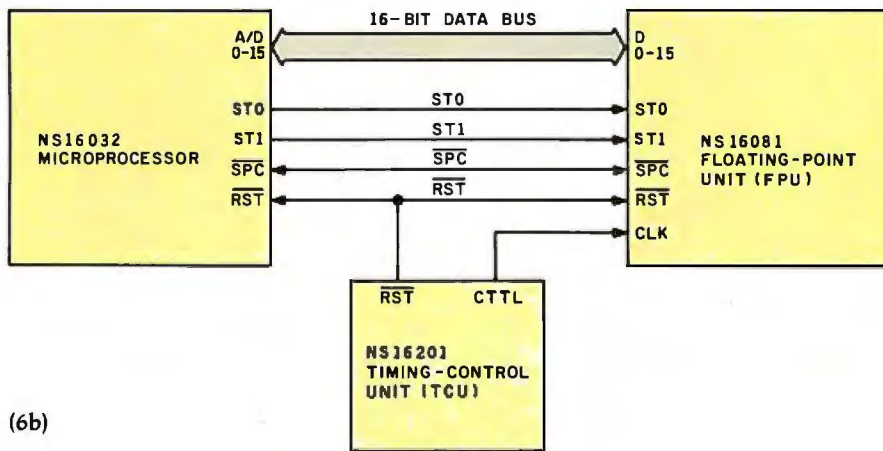 16-BIT DATA BUS
A/D
0-15
D
0-15
ST0
ST0
ST0
NS16032
MICROPROCESSOR
ST1
ST1
ST1
NS16081
FLOATING-POINT
UNIT (FPU)
SPC
SPC
SPC
RST
RST
RST
CLK
RST
CTTL
NS16201
TIMING-CONTROL
UNIT (TCU)
(6b)